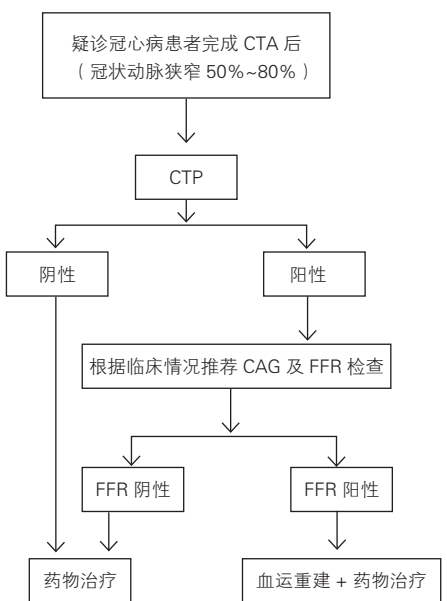 疑诊冠心病患者完成 CTA 后
（冠状动脉狭窄 50%~80%）
CTP
阴性
阳性
根据临床情况推荐 CAG 及 FFR 检查
FFR 阴性
FFR 阳性
药物治疗
血运重建 + 药物治疗